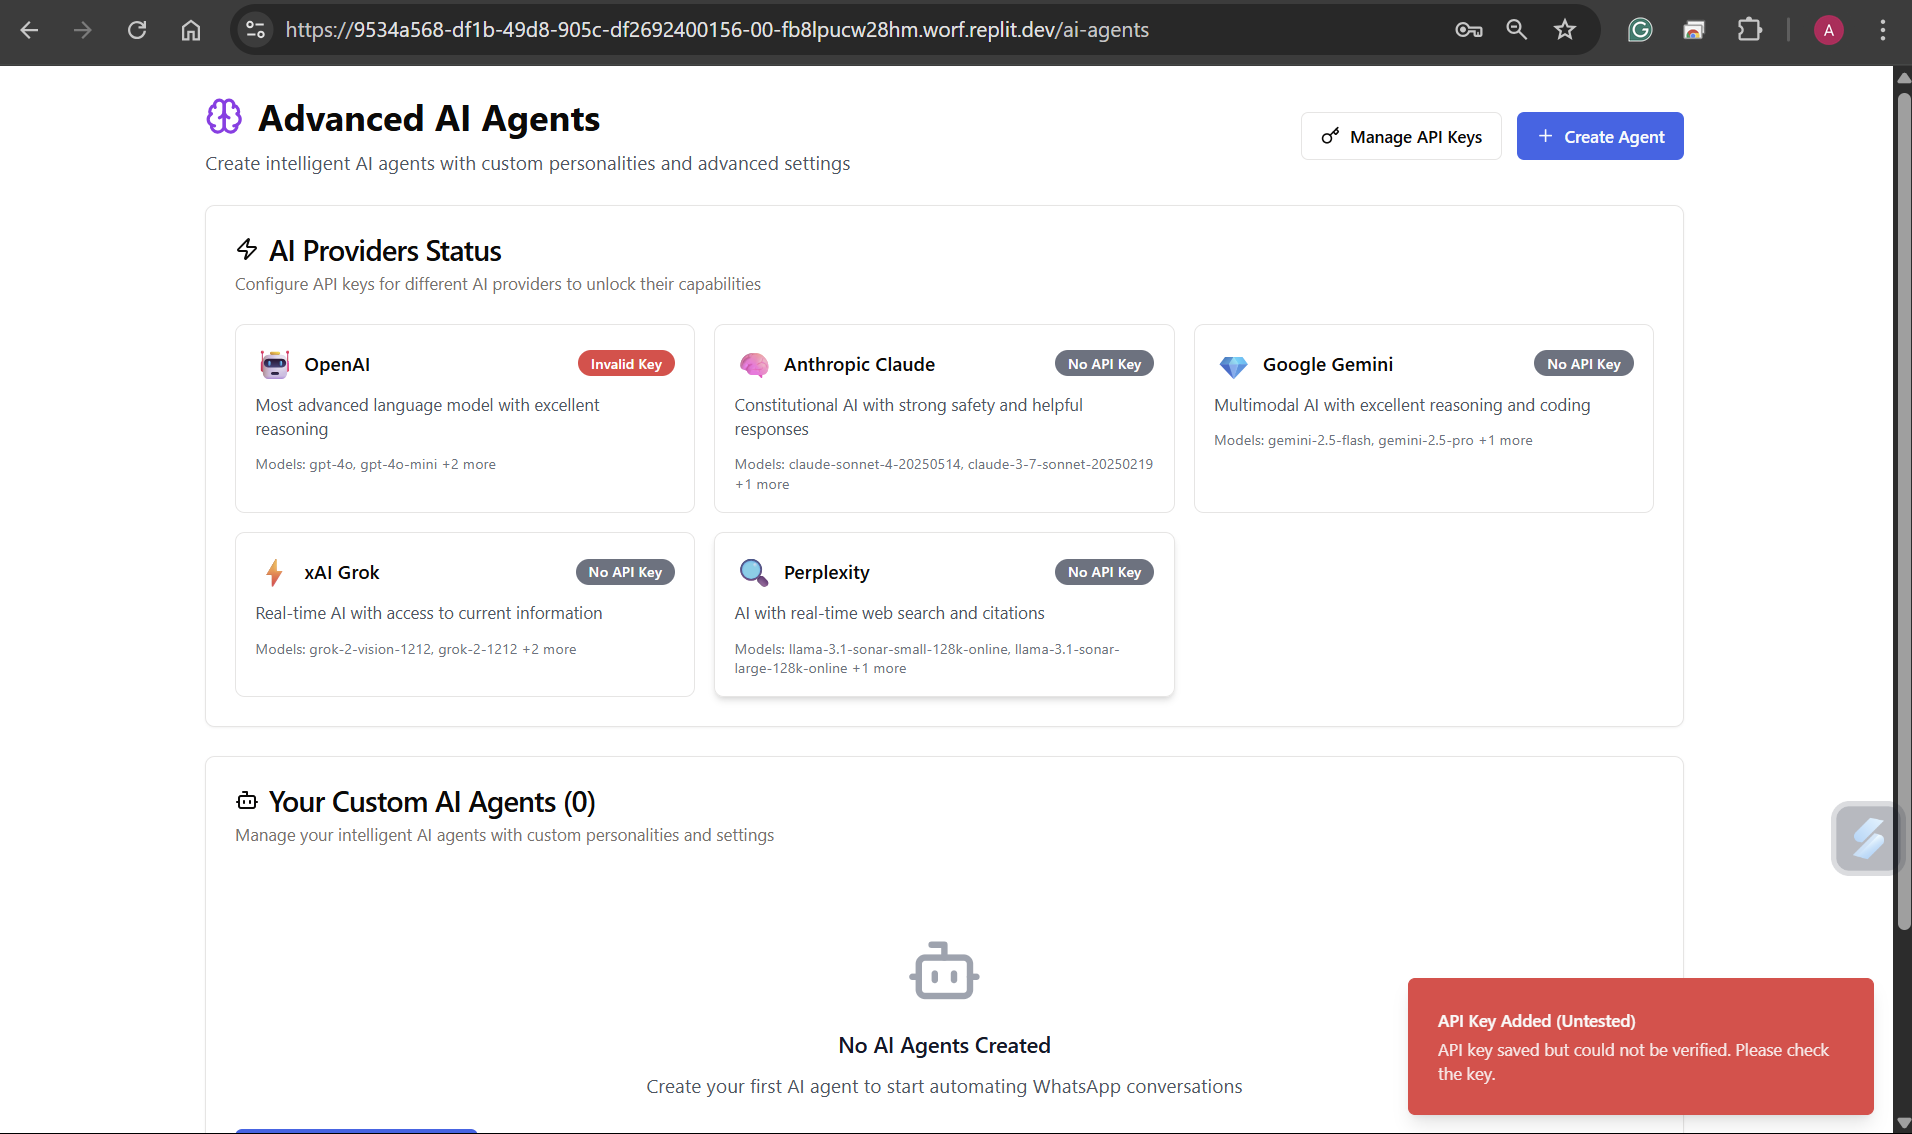 https://9534a568-df1b-49d8-905c-df2692400156-00-fb8lpucw28hm.worf.replit.dev/ai-agents
A
Advanced AI Agents
Create intelligent AI agents with custom personalities and advanced settings
Manage API Keys
+ Create Agent
AI Providers Status
Configure API keys for different AI providers to unlock their capabilities
OpenAI
Invalid Key
Most advanced language model with excellent
reasoning
Models: gpt-4o, gpt-4o-mini +2 more
Anthropic Claude
No API Key
Constitutional AI with strong safety and helpful
responses
Models: claude-sonnet-4-20250514, claude-3-7-sonnet-20250219
+1 more
Google Gemini
No API Key
Multimodal AI with excellent reasoning and coding
Models: gemini-2.5-flash, gemini-2.5-pro +1 more
xAI Grok
No API Key
Real-time AI with access to current information
Models: grok-2-vision-1212, grok-2-1212 +2 more
Perplexity
No API Key
AI with real-time web search and citations
Models: llama-3.1-sonar-small-128k-online, llama-3.1-sonar-
large-128k-online +1 more
Your Custom AI Agents (0)
Manage your intelligent AI agents with custom personalities and settings
No AI Agents Created
Create your first AI agent to start automating WhatsApp conversations
API Key Added (Untested)
API key saved but could not be verified. Please check
the key.